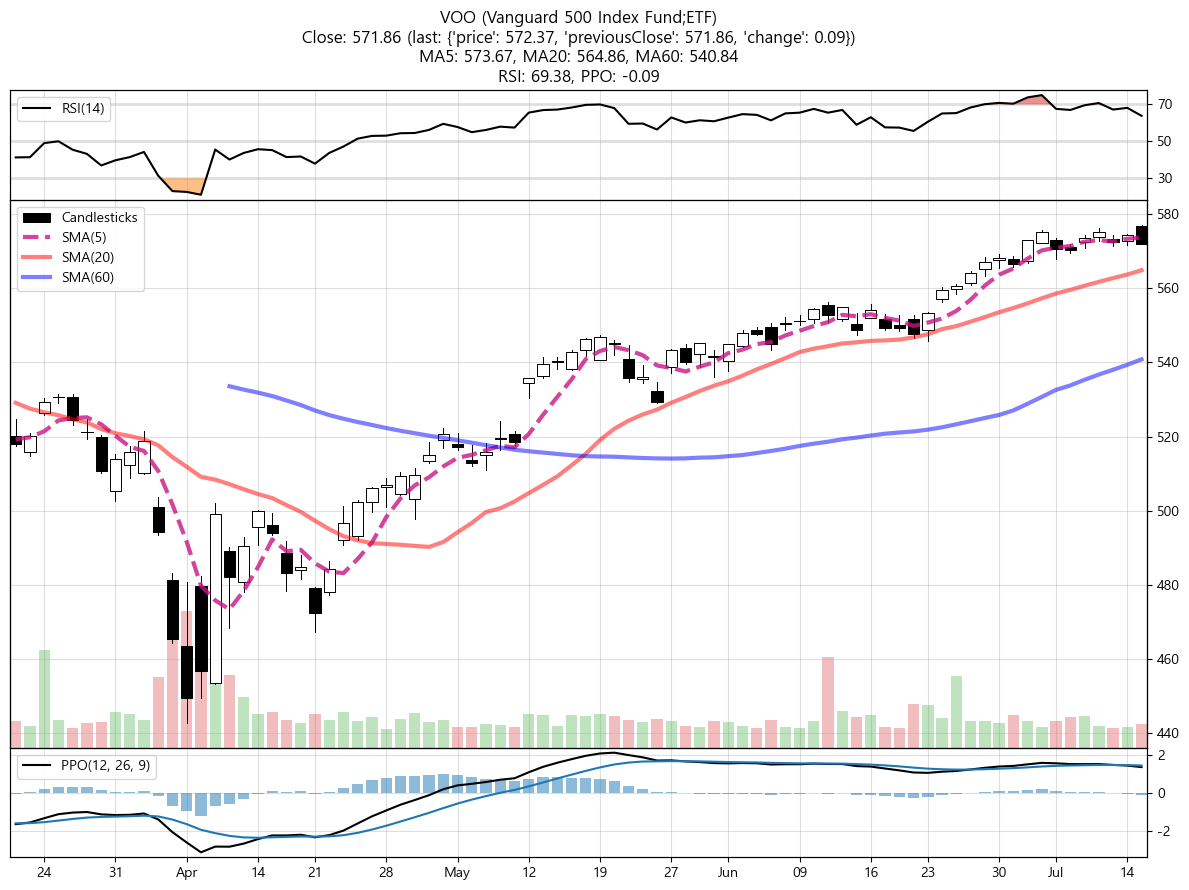 VOO (Vanguard 500 Index Fund;ETF)
Close: 571.86 (last: {'price': 572.37, 'previousClose': 571.86, 'change': 0.09})
MA5: 573.67, MA20: 564.86, MA60: 540.84
RSI: 69.38, PPO: -0.09
RSI(14)
70
50
30
Candlesticks
SMA(5)
SMA(20)
SMA(60)
580
560
540
520
500
480
460
440
PPO(12, 26, 9)
2
0
-2
24 31 Apr 14 21 28 May 12 19 27 Jun 09 16 23 30 Jul 14